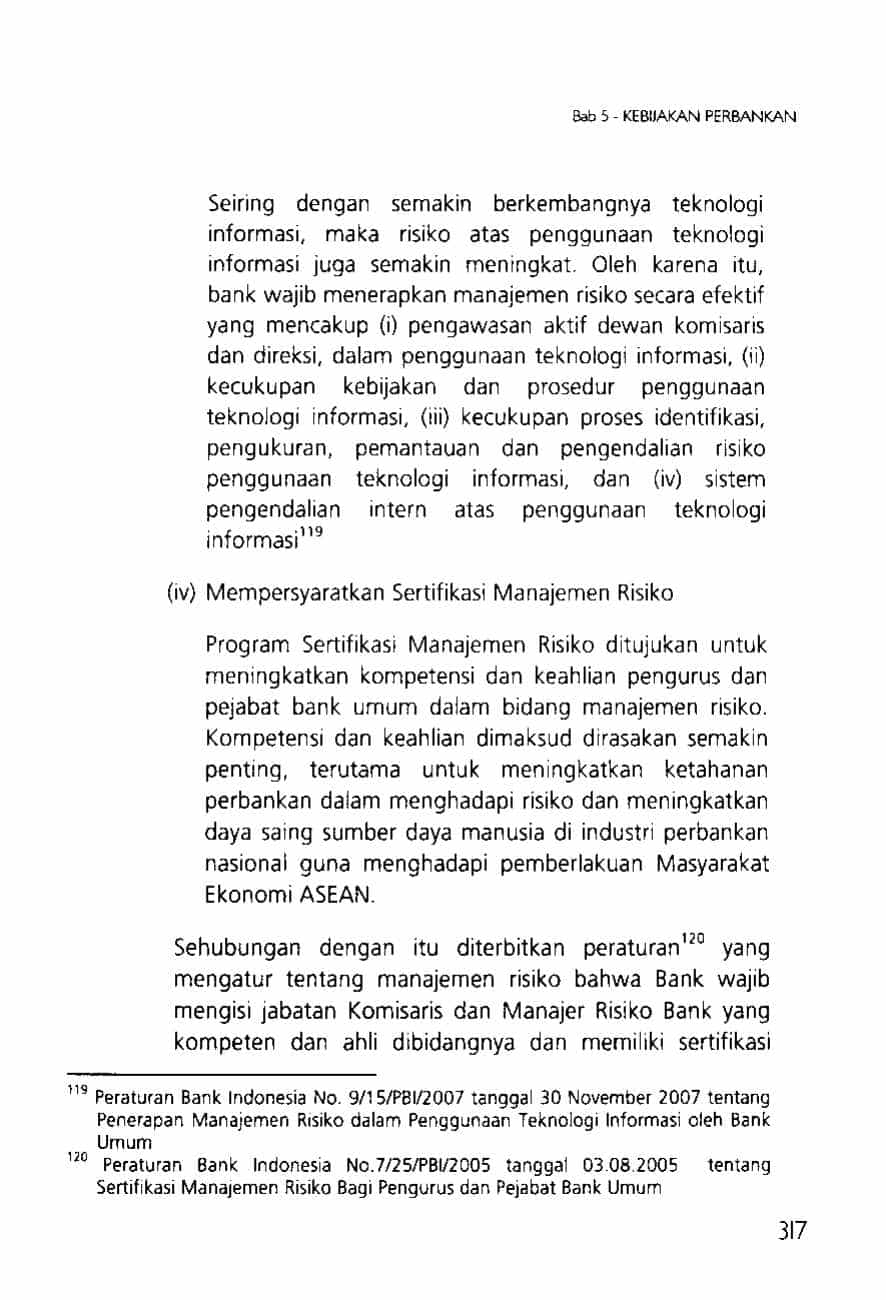 Bab 5 - KEBIJAKAN PERBANKAN
Seiring dengan semakin berkembangnya teknologi
informasi, maka risiko atas penggunaan teknologi
informasi juga semakin meningkat. Oleh karena itu,
bank wajib menerapkan manajemen risiko secara efektif
yang mencakup (i) pengawasan aktif dewan komisaris
dan direksi, dalam penggunaan teknologi informasi, (ii)
kecukupan kebijakan dan prosedur penggunaan
teknologi informasi, (iii) kecukupan proses identifikasi,
pengukuran, pemantauan dan pengendalian risiko
penggunaan teknologi informasi, dan (iv) sistem
pengendalian intern atas penggunaan teknologi
informasi¹¹⁹
(iv) Mempersyaratkan Sertifikasi Manajemen Risiko
Program Sertifikasi Manajemen Risiko ditujukan untuk
meningkatkan kompetensi dan keahlian pengurus dan
pejabat bank umum dalam bidang manajemen risiko.
Kompetensi dan keahlian dimaksud dirasakan semakin
penting, terutama untuk meningkatkan ketahanan
perbankan dalam menghadapi risiko dan meningkatkan
daya saing sumber daya manusia di industri perbankan
nasional guna menghadapi pemberlakuan Masyarakat
Ekonomi ASEAN.
Sehubungan dengan itu diterbitkan peraturan¹²⁰ yang
mengatur tentang manajemen risiko bahwa Bank wajib
mengisi jabatan Komisaris dan Manajer Risiko Bank yang
kompeten dan ahli dibidangnya dan memiliki sertifikasi
¹¹⁹ Peraturan Bank Indonesia No. 9/15/PBI/2007 tanggal 30 November 2007 tentang
Penerapan Manajemen Risiko dalam Penggunaan Teknologi Informasi oleh Bank
Umum
¹²⁰ Peraturan Bank Indonesia No.7/25/PBI/2005 tanggal 03.08.2005 tentang
Sertifikasi Manajemen Risiko Bagi Pengurus dan Pejabat Bank Umum
317